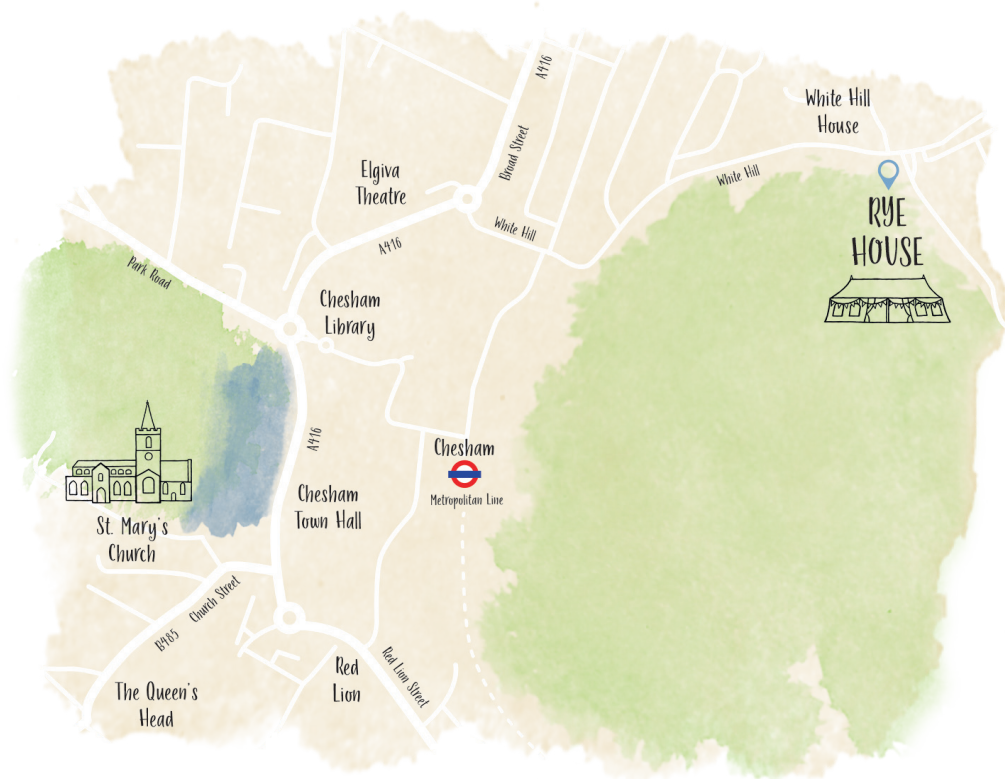 A416
White Hill
House
Broad Street
Elgiva
Theatre
White Hill
RYE
HOUSE
White Hill
A416
Park Road
Chesham
Library
A416
Chesham
Metropolitan Line
Chesham
Town Hall
St. Mary's
Church
Church Street
B485
Red Lion Street
Red
Lion
The Queen's
Head